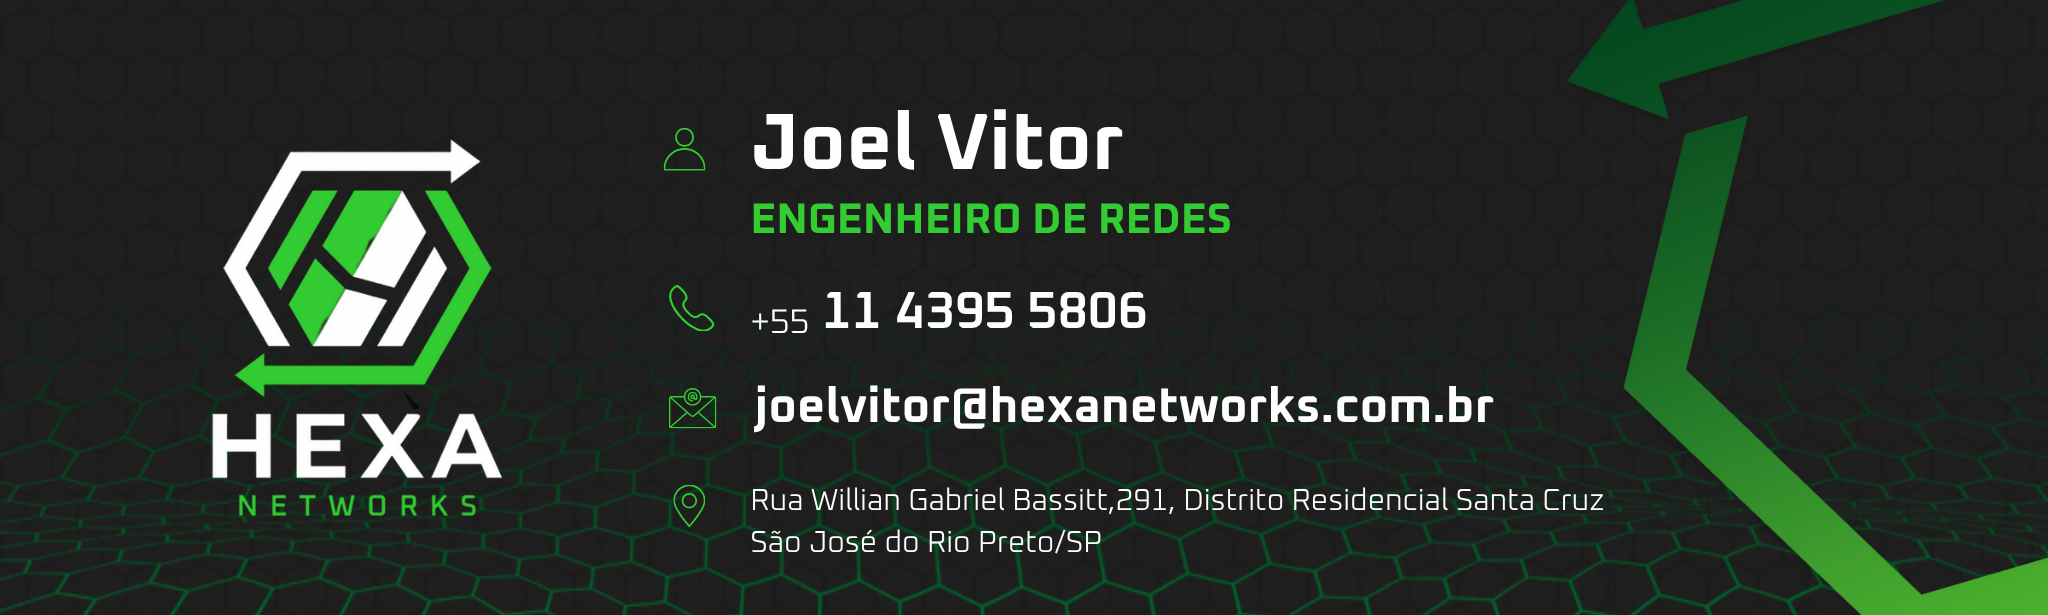 HEXA
NETWORKS
Joel Vitor
ENGENHEIRO DE REDES
+55 11 4395 5806
joelvitor@hexanetworks.com.br
Rua Willian Gabriel Bassitt,291, Distrito Residencial Santa Cruz
São José do Rio Preto/SP